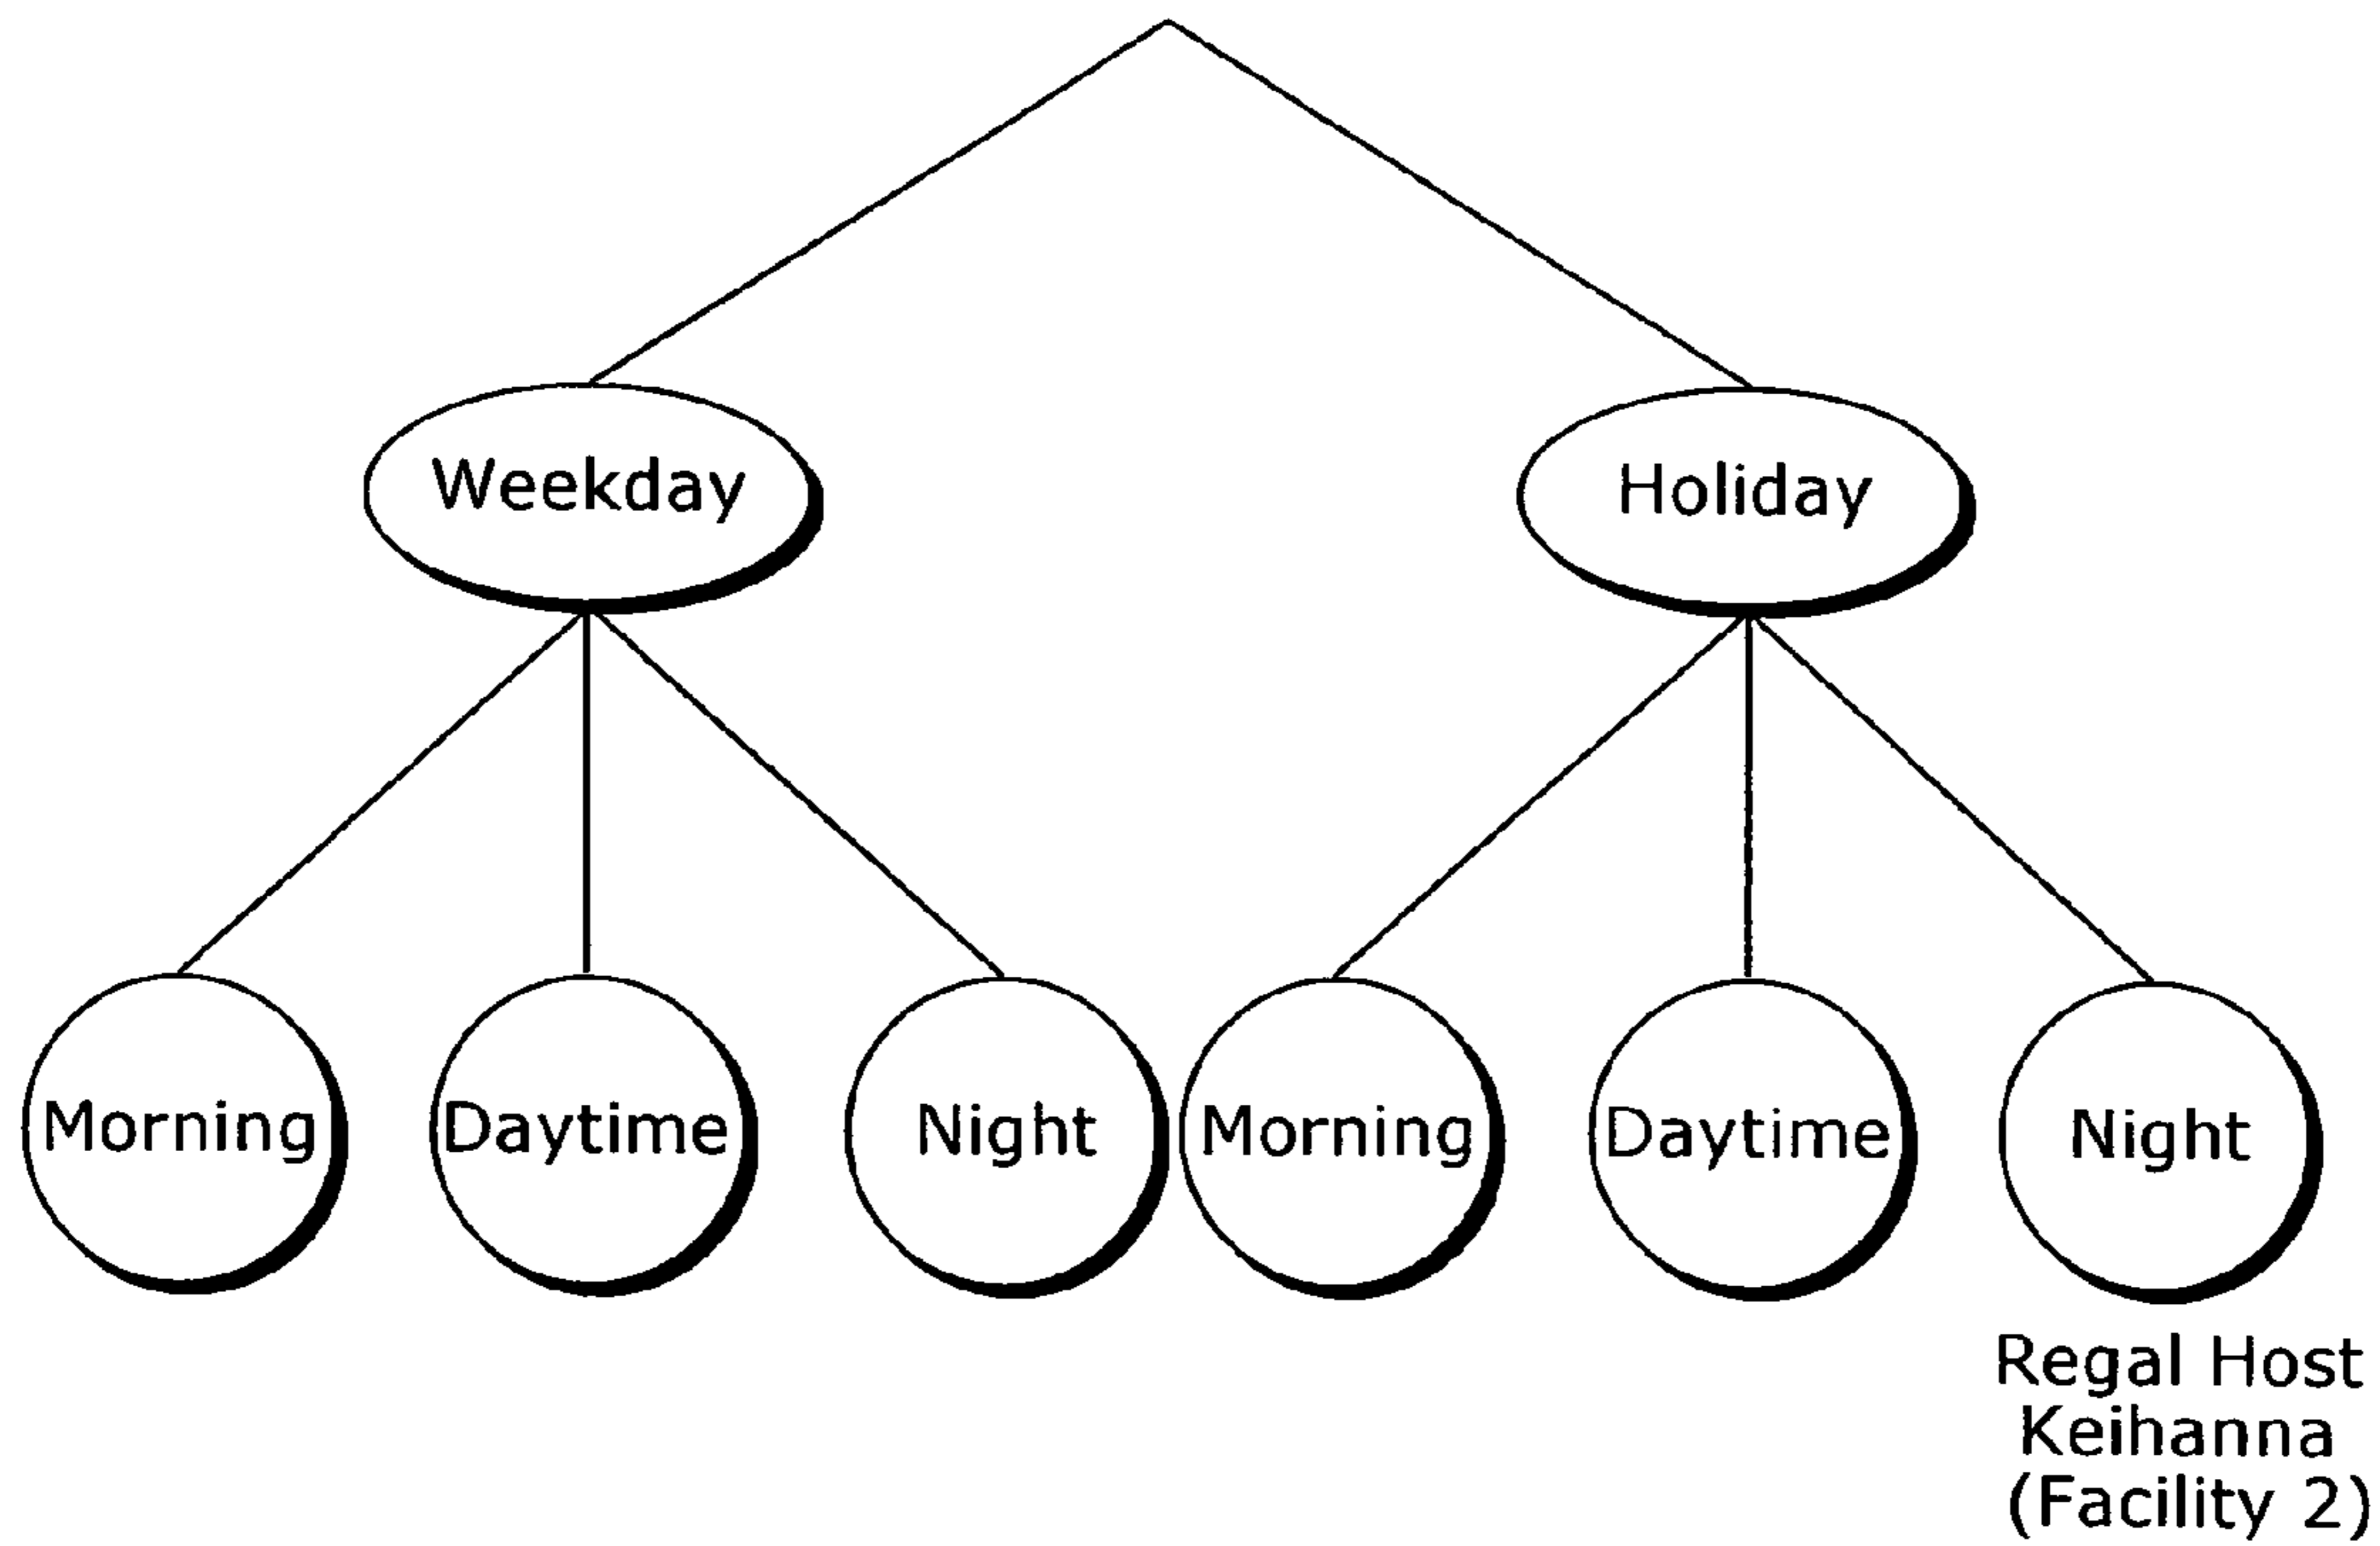 Weekday
Holiday
Morning
Daytime
Night
Morning
Daytime
Night
Regal Host
Keihanna
(Facility 2)